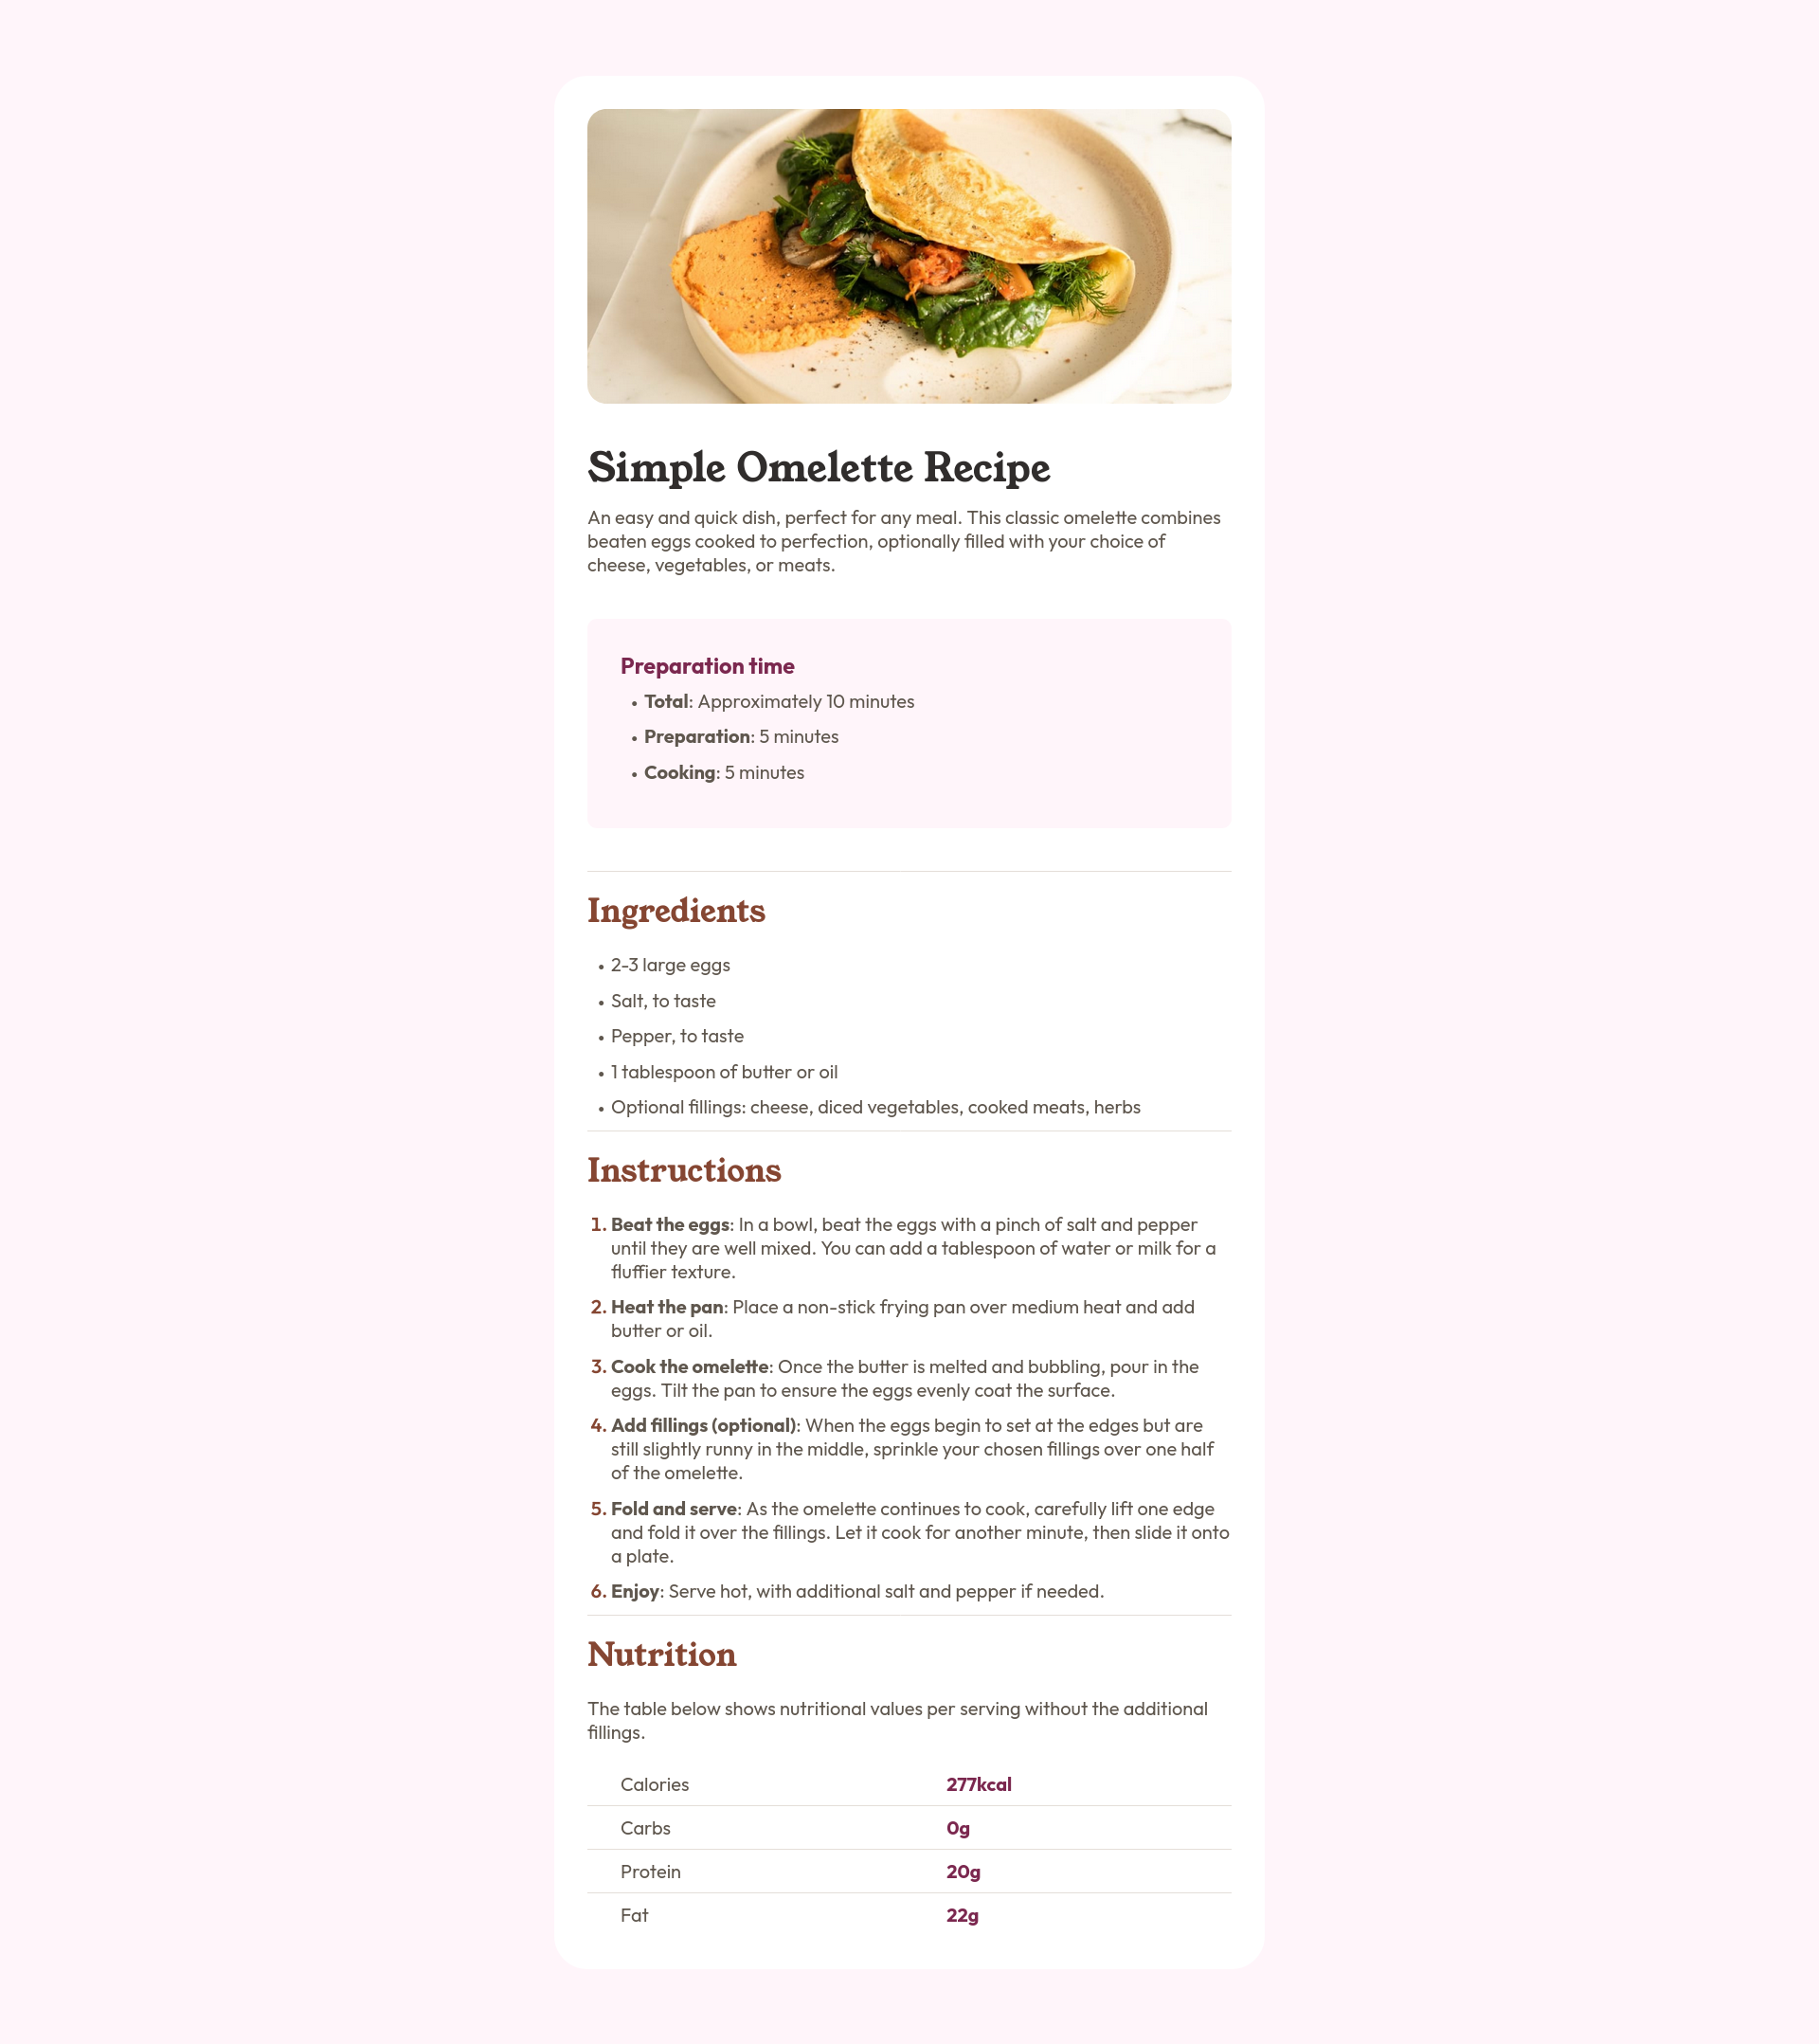 Simple Omelette Recipe
An easy and quick dish, perfect for any meal. This classic omelette combines
beaten eggs cooked to perfection, optionally filled with your choice of
cheese, vegetables, or meats.
Preparation time
• Total: Approximately 10 minutes
• Preparation: 5 minutes
• Cooking: 5 minutes
Ingredients
• 2-3 large eggs
• Salt, to taste
• Pepper, to taste
• 1 tablespoon of butter or oil
• Optional fillings: cheese, diced vegetables, cooked meats, herbs
Instructions
1. Beat the eggs: In a bowl, beat the eggs with a pinch of salt and pepper
until they are well mixed. You can add a tablespoon of water or milk for a
fluffier texture.
2. Heat the pan: Place a non-stick frying pan over medium heat and add
butter or oil.
3. Cook the omelette: Once the butter is melted and bubbling, pour in the
eggs. Tilt the pan to ensure the eggs evenly coat the surface.
4. Add fillings (optional): When the eggs begin to set at the edges but are
still slightly runny in the middle, sprinkle your chosen fillings over one half
of the omelette.
5. Fold and serve: As the omelette continues to cook, carefully lift one edge
and fold it over the fillings. Let it cook for another minute, then slide it onto
a plate.
6. Enjoy: Serve hot, with additional salt and pepper if needed.
Nutrition
The table below shows nutritional values per serving without the additional
fillings.
Calories 277kcal
Carbs 0g
Protein 20g
Fat 22g